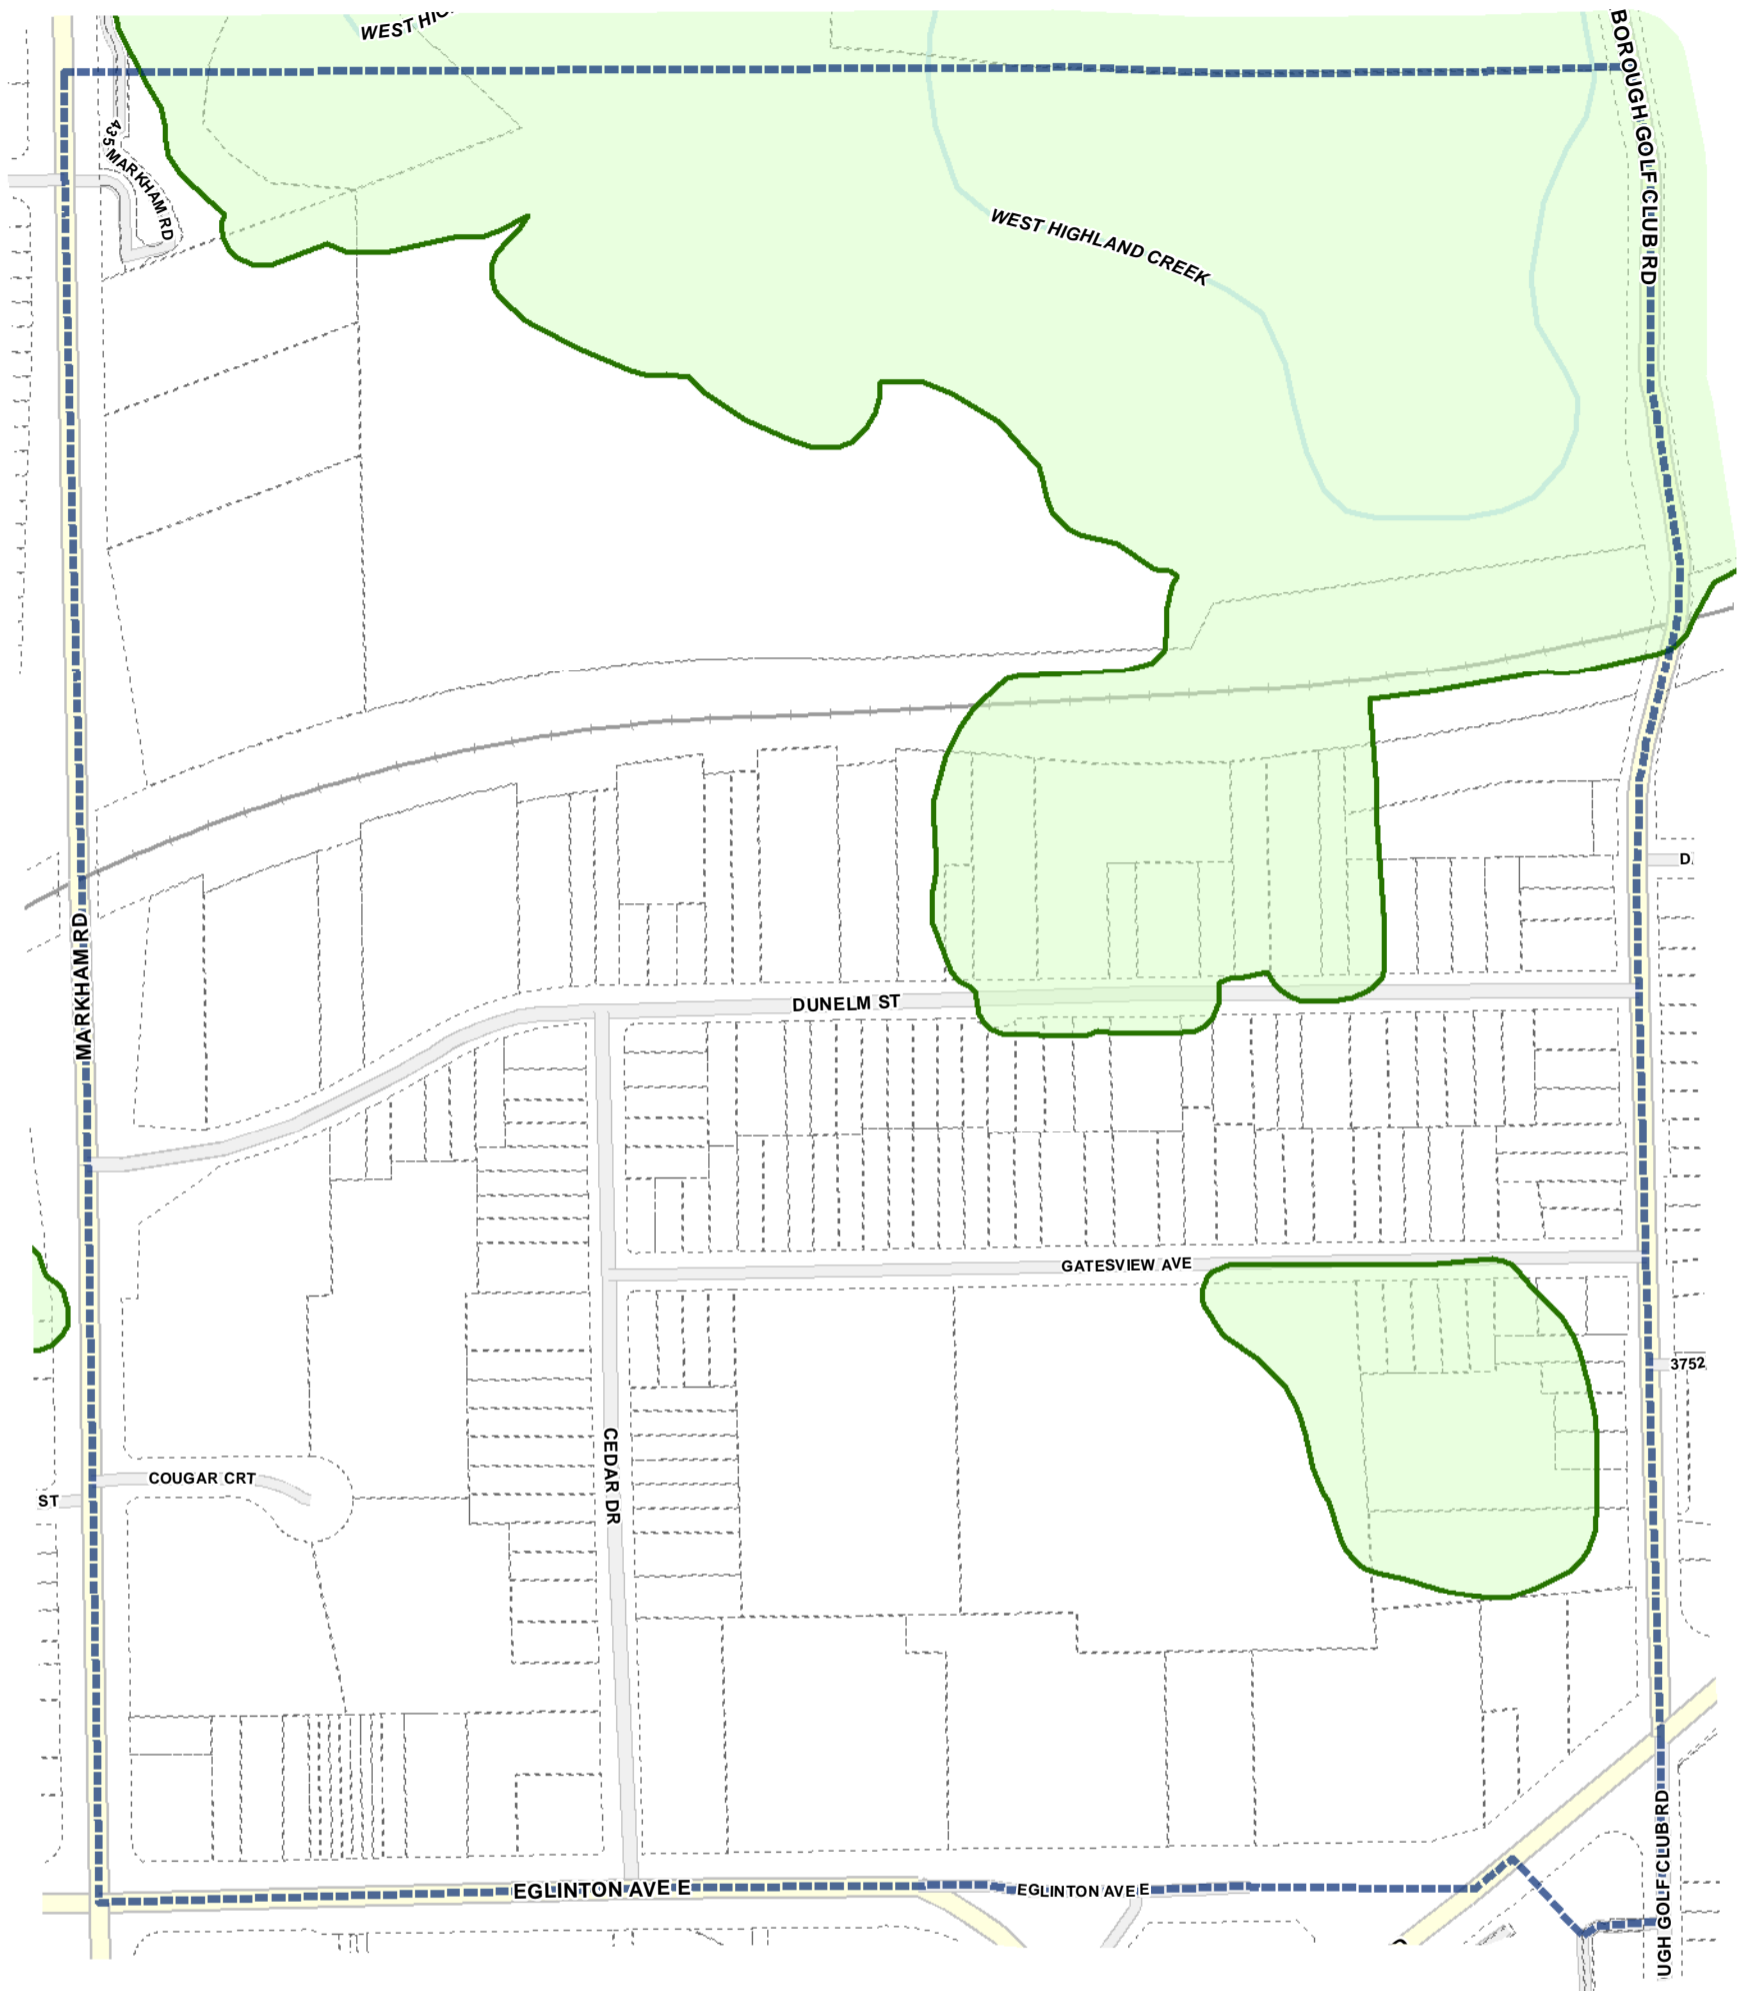 WEST HIG
BOROUGH GOLF CLUB RD
435 MARKHAM RD
WEST HIGHLAND CREEK
D
MARKHAM RD
DUNELM ST
GATESVIEW AVE
3752
CEDAR DR
COUGAR CRT
ST
EGLINTON AVE E
EGLINTON AVE E
UGH GOLF CLUB RD